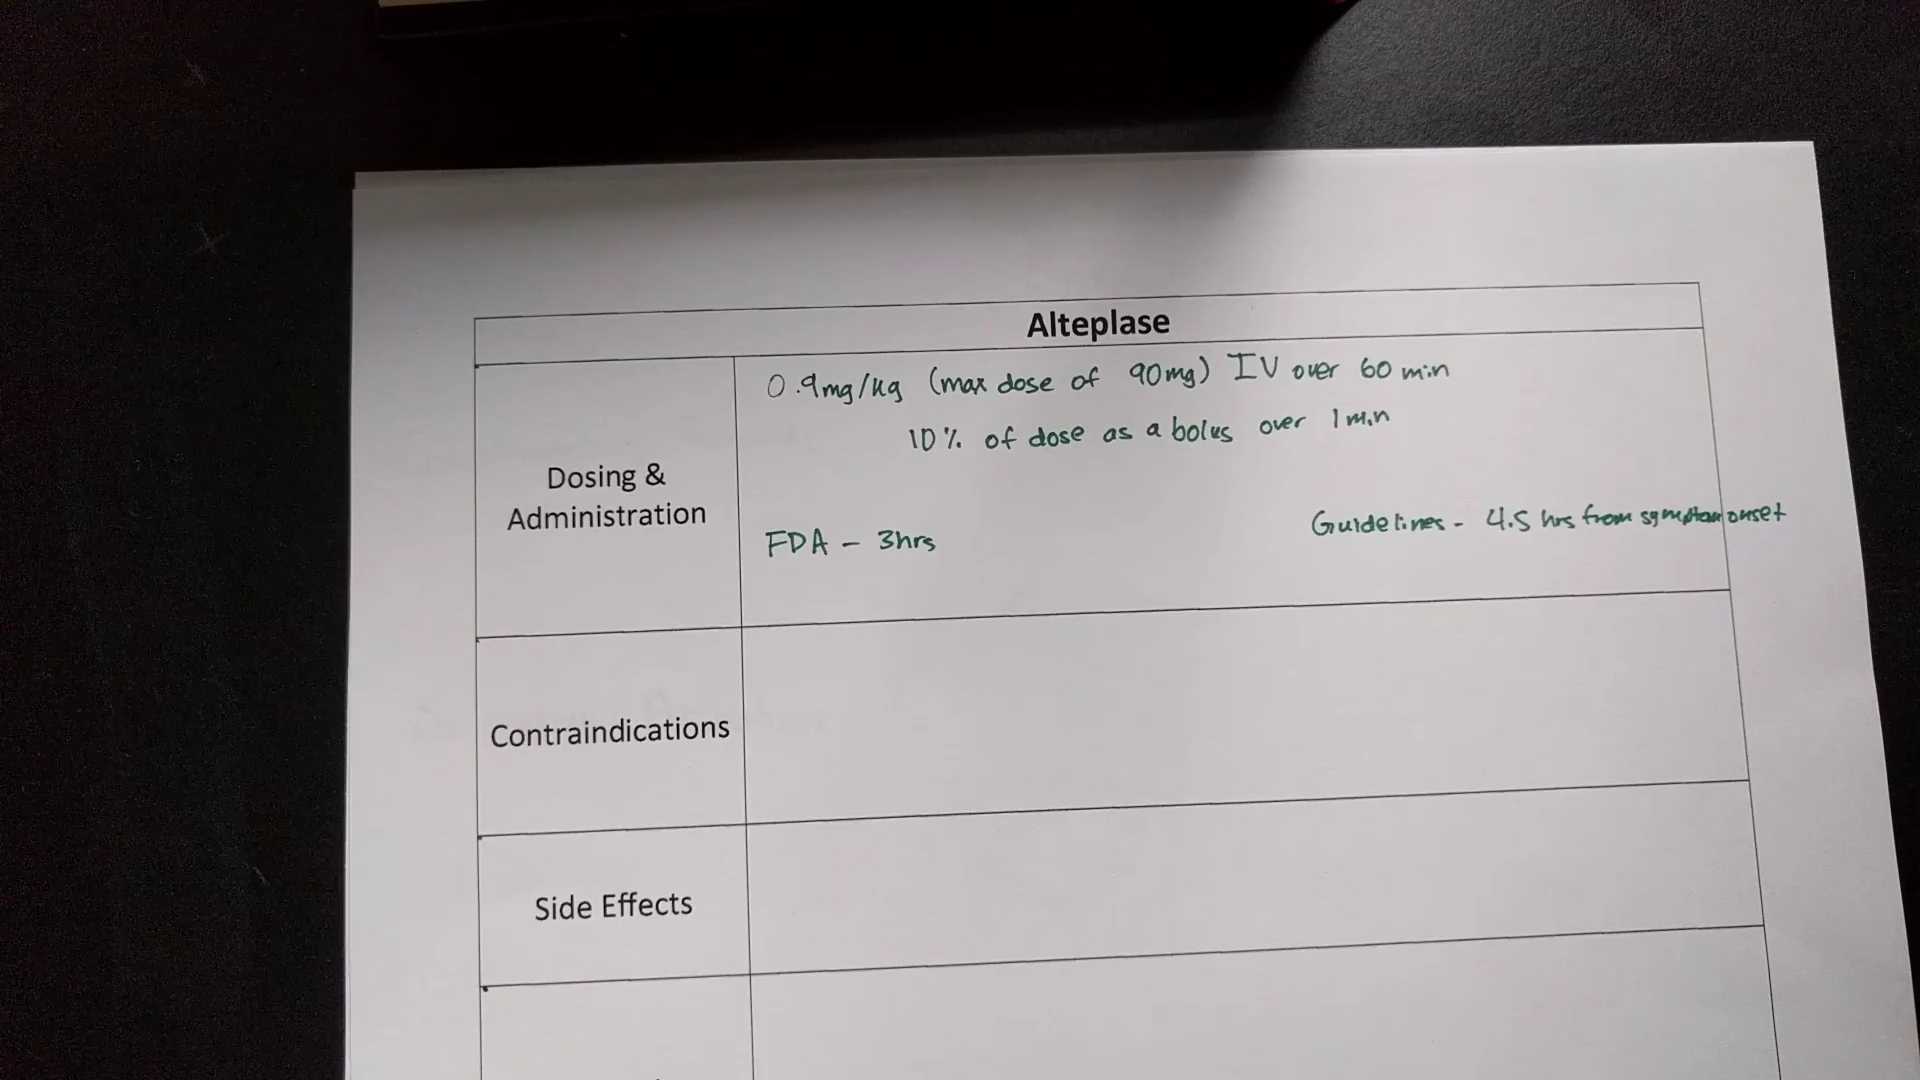 Alteplase
0.9mg/kg (max dose of 90mg) IV over 60 min
10% of dose as a bolus over 1 min
Dosing &
Administration
FDA - 3hrs
Guidelines - 4.5 hrs from symptom onset
Contraindications
Side Effects